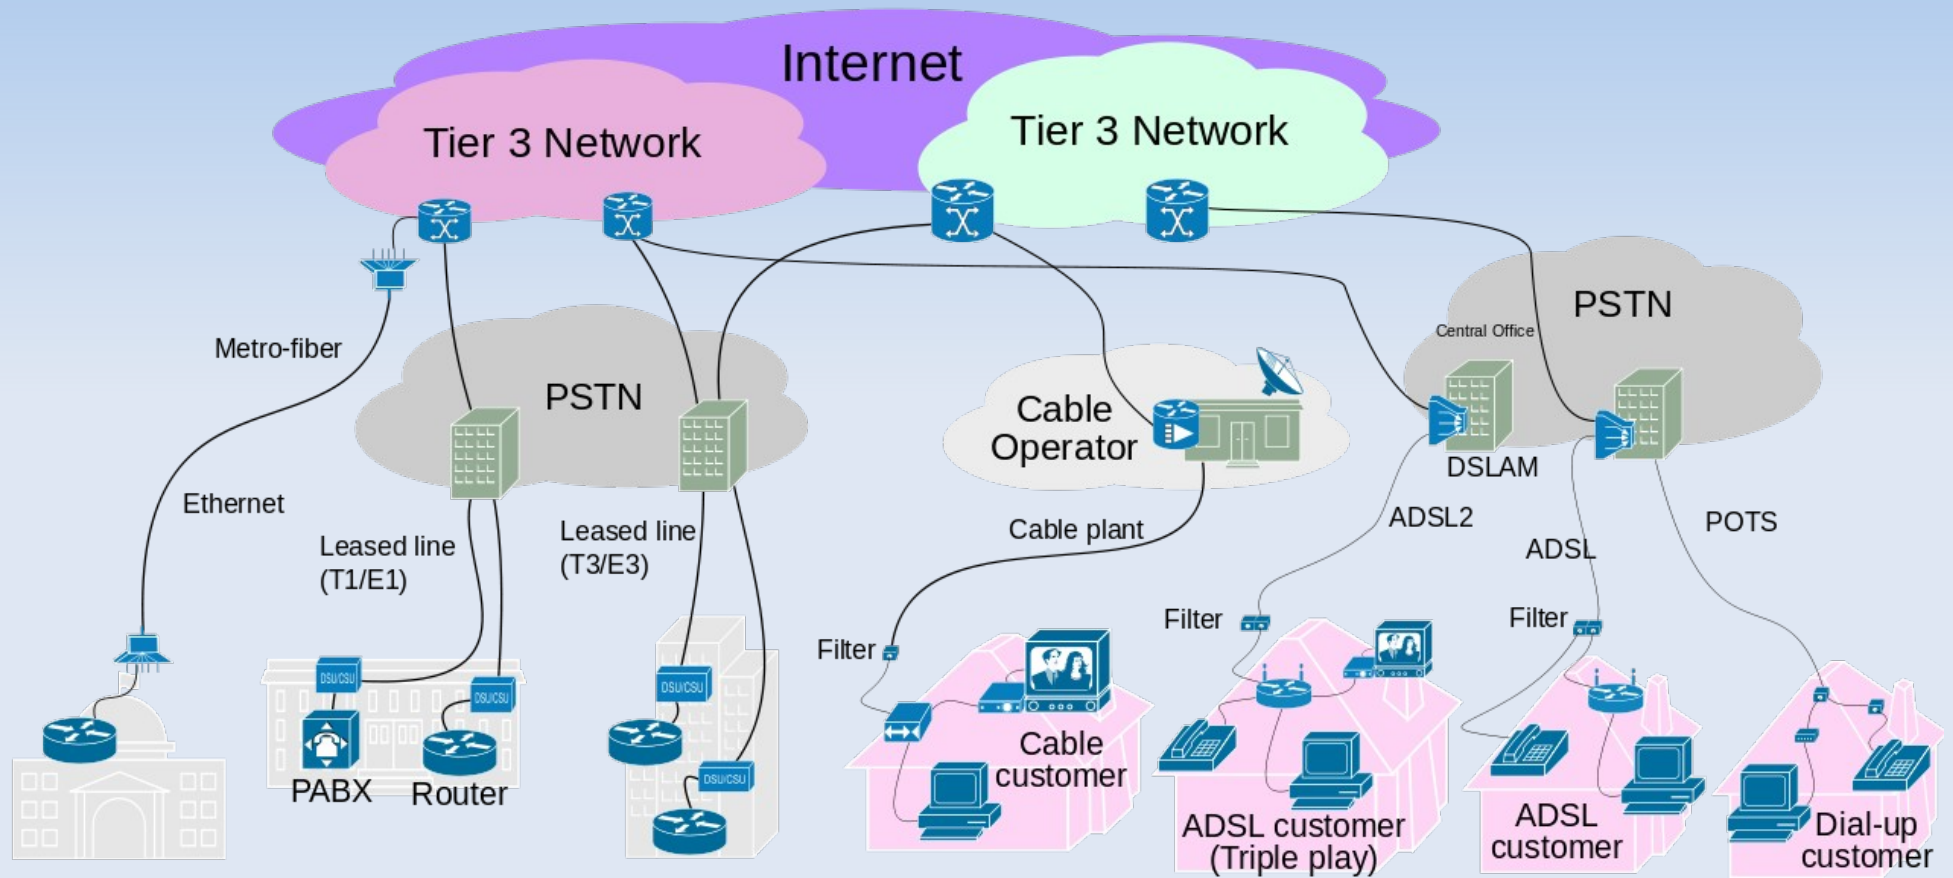 Internet
Tier 3 Network
Tier 3 Network
PSTN
Central Office
Metro-fiber
PSTN
Cable
Operator
DSLAM
Ethernet
Leased line
(T1/E1)
Leased line
(T3/E3)
Cable plant
ADSL2
ADSL
POTS
Filter
Filter
Filter
DSU/CSU
DSU/CSU
DSU/CSU
DSU/CSU
PABX
Router
Cable
customer
ADSL customer
(Triple play)
ADSL
customer
Dial-up
customer